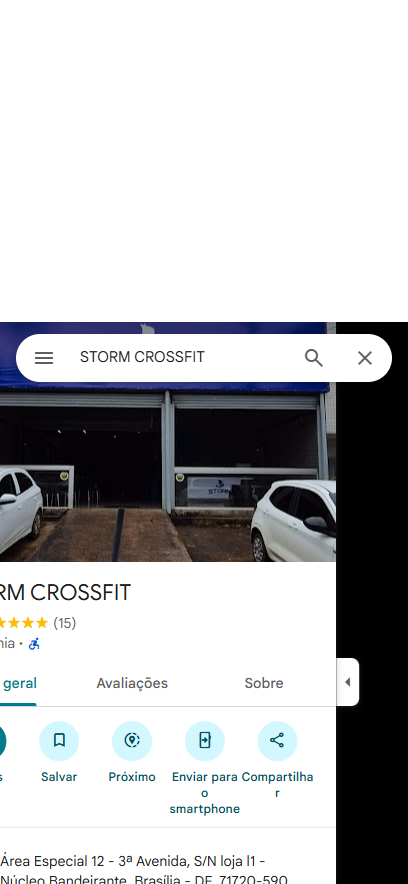 STORM CROSSFIT
STORM
RM CROSSFIT
(15)
nia ·
geral
Avaliações
Sobre
s
Salvar
Próximo
Enviar para o smartphone
Compartilhar
Área Especial 12 - 3ª Avenida, S/N loja l1 -
Núcleo Bandeirante, Brasília - DF, 71720-590